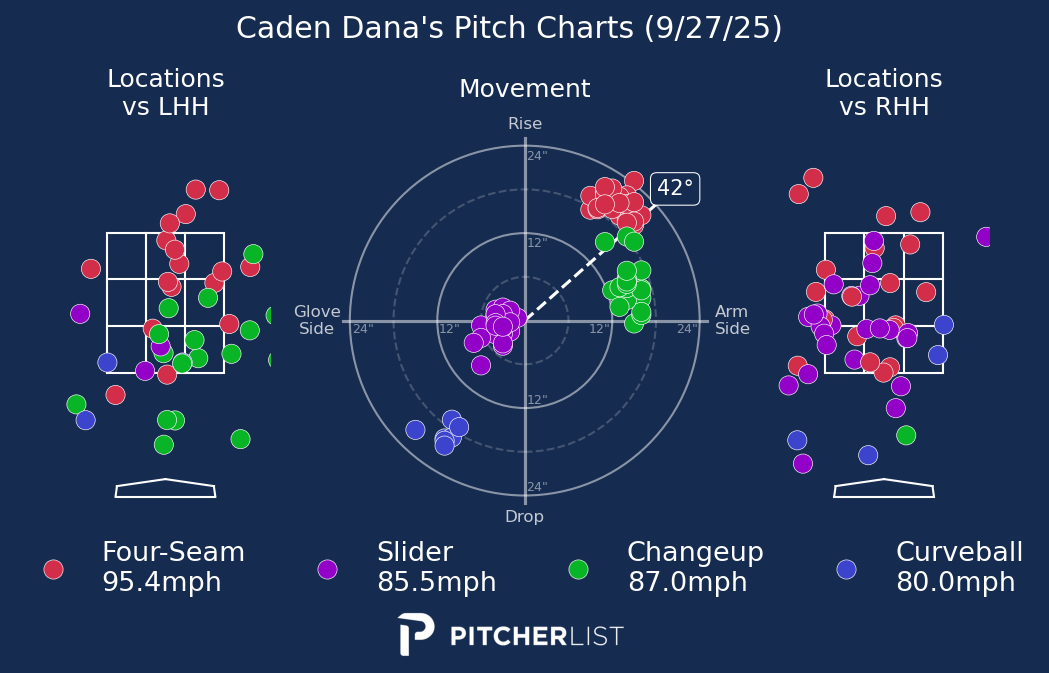 Caden Dana's Pitch Charts (9/27/25)
Locations
vs LHH
Movement
Locations
vs RHH
Rise
24"
42°
12"
Glove
Side
24"
12"
12"
24"
Arm
Side
12"
24"
Drop
Four-Seam
95.4mph
Slider
85.5mph
Changeup
87.0mph
Curveball
80.0mph
PITCHERLIST